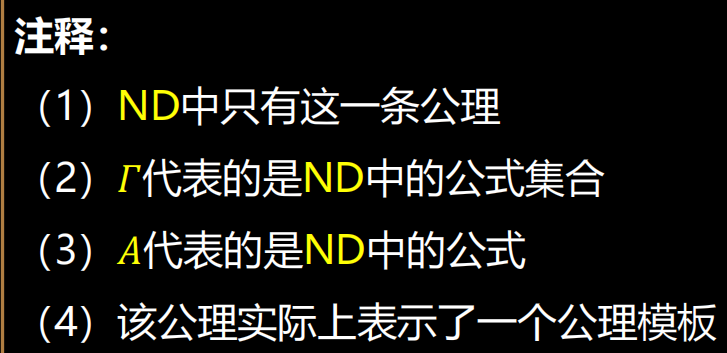 注释：
（1）ND中只有这一条公理
（2）Γ代表的是ND中的公式集合
（3）A代表的是ND中的公式
（4）该公理实际上表示了一个公理模板